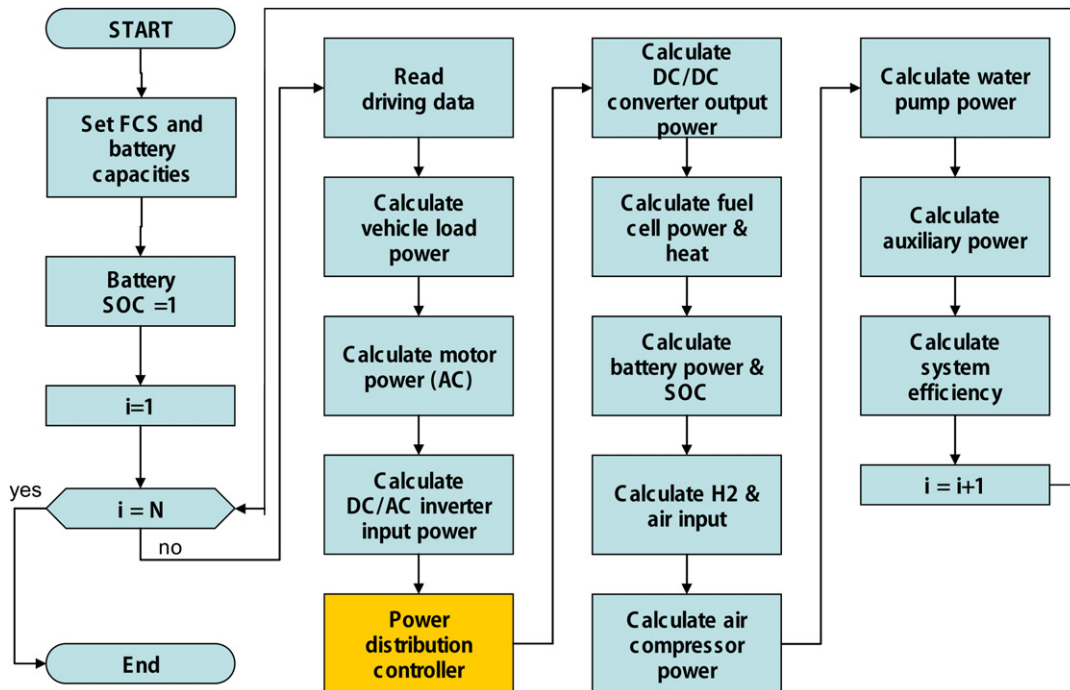 START
Set FCS and
battery
capacities
Battery
SOC =1
i=1
yes
i = N
no
End
Read
driving data
Calculate
vehicle load
power
Calculate motor
power (AC)
Calculate
DC/AC inverter
input power
Power
distribution
controller
Calculate
DC/DC
converter output
power
Calculate fuel
cell power &
heat
Calculate
battery power &
SOC
Calculate H2 &
air input
Calculate air
compressor
power
Calculate water
pump power
Calculate
auxiliary power
Calculate
system
efficiency
i = i+1